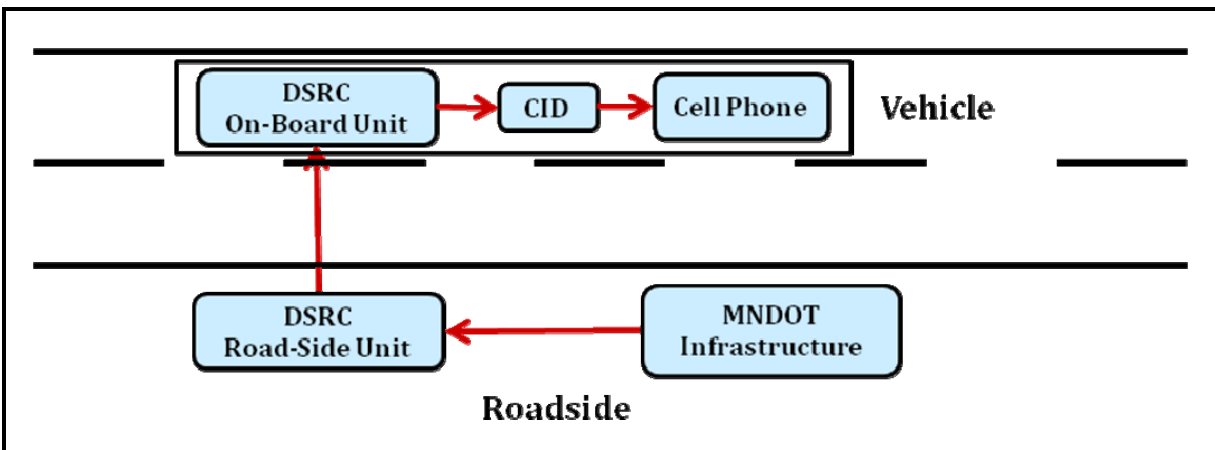 DSRC
On-Board Unit
CID
Cell Phone
Vehicle
DSRC
Road-Side Unit
MNDOT
Infrastructure
Roadside